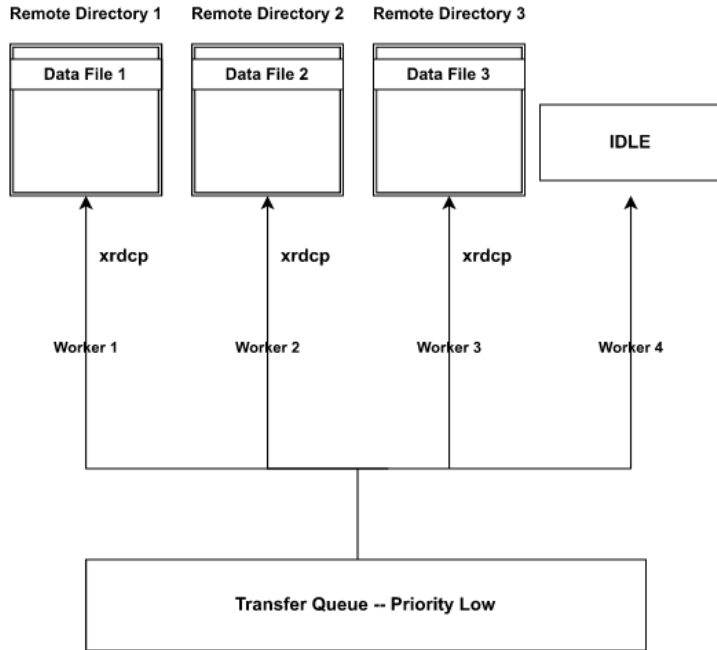 Remote Directory 1
Remote Directory 2
Remote Directory 3
Data File 1
Data File 2
Data File 3
IDLE
xrdcp
xrdcp
xrdcp
Worker 1
Worker 2
Worker 3
Worker 4
Transfer Queue -- Priority Low